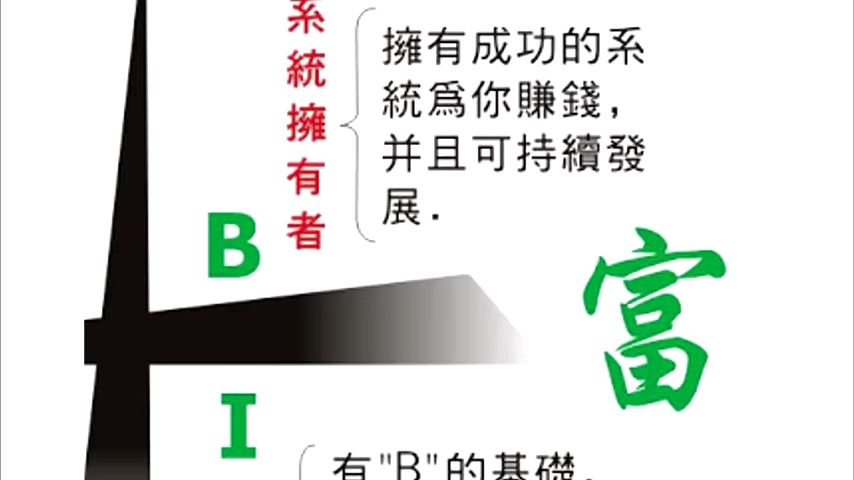 系統擁有者
擁有成功的系
統爲你賺錢，
并且可持續發
展．
B
富
I
有"B"的基礎．